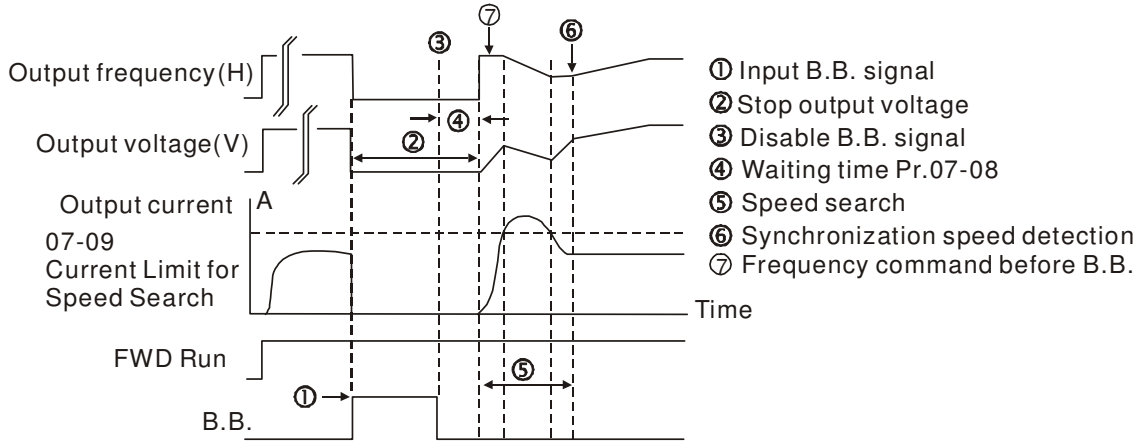 ⑦
⑥
③
Output frequency(H)
④
②
Output voltage(V)
Output current A
07-09
Current Limit for
Speed Search
Time
FWD Run
⑤
①
B.B.
① Input B.B. signal
② Stop output voltage
③ Disable B.B. signal
④ Waiting time Pr.07-08
⑤ Speed search
⑥ Synchronization speed detection
⑦ Frequency command before B.B.